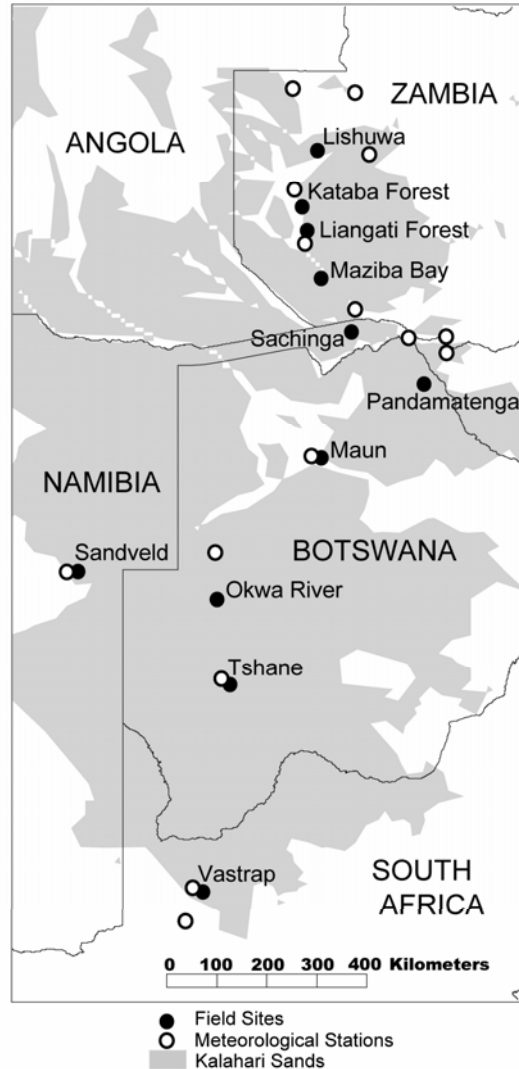 ZAMBIA
ANGOLA
Lishuwa
Kataba Forest
Liangati Forest
Maziba Bay
Sachinga
Pandamatenga
Maun
NAMIBIA
Sandveld
BOTSWANA
Okwa River
Tshane
Vastrap
SOUTH
AFRICA
0 100 200 300 400 Kilometers
Field Sites
Meteorological Stations
Kalahari Sands